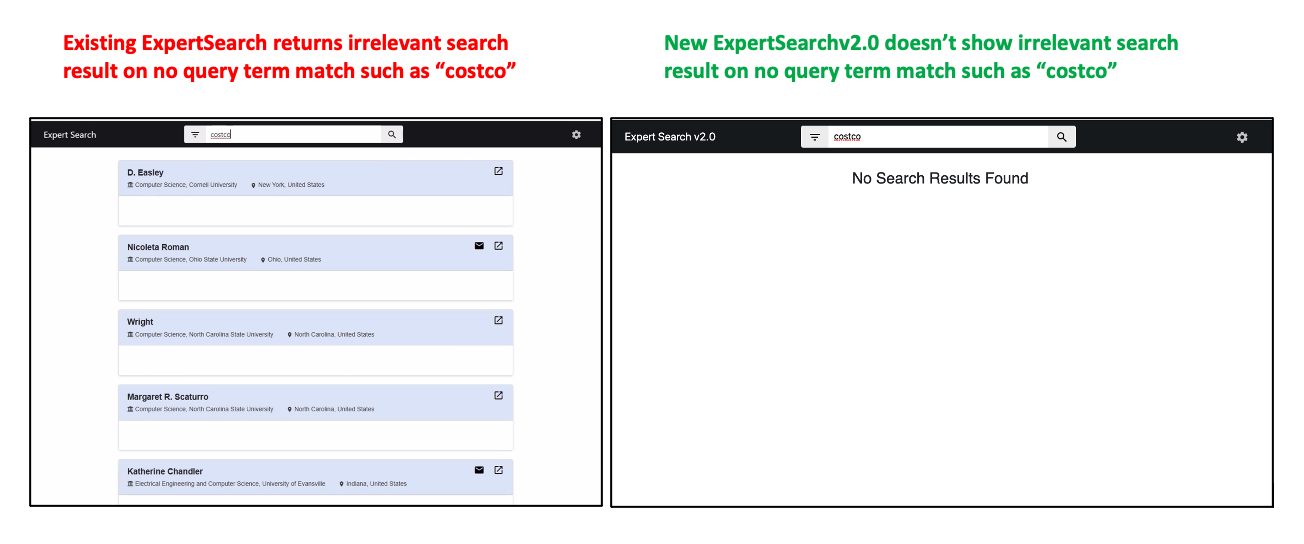 Existing ExpertSearch returns irrelevant search
result on no query term match such as “costco”
New ExpertSearchv2.0 doesn’t show irrelevant search
result on no query term match such as “costco”
Expert Search
costco
D. Easley
Computer Science, Cornell University New York, United States
Nicoleta Roman
Computer Science, Ohio State University Ohio, United States
Wright
Computer Science, North Carolina State University North Carolina, United States
Margaret R. Scaturro
Computer Science, North Carolina State University North Carolina, United States
Katherine Chandler
Electrical Engineering and Computer Science, University of Evansville Indiana, United States
Expert Search v2.0
costco
No Search Results Found